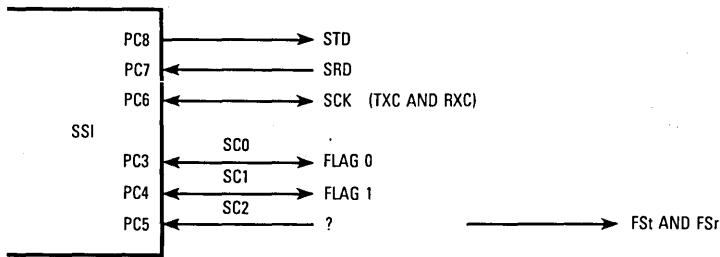 PC8 STD
PC7 SRD
PC6 SCK (TXC AND RXC)
SSI
SC0
PC3 FLAG 0
SC1
PC4 FLAG 1
SC2
PC5 ? FSt AND FSr